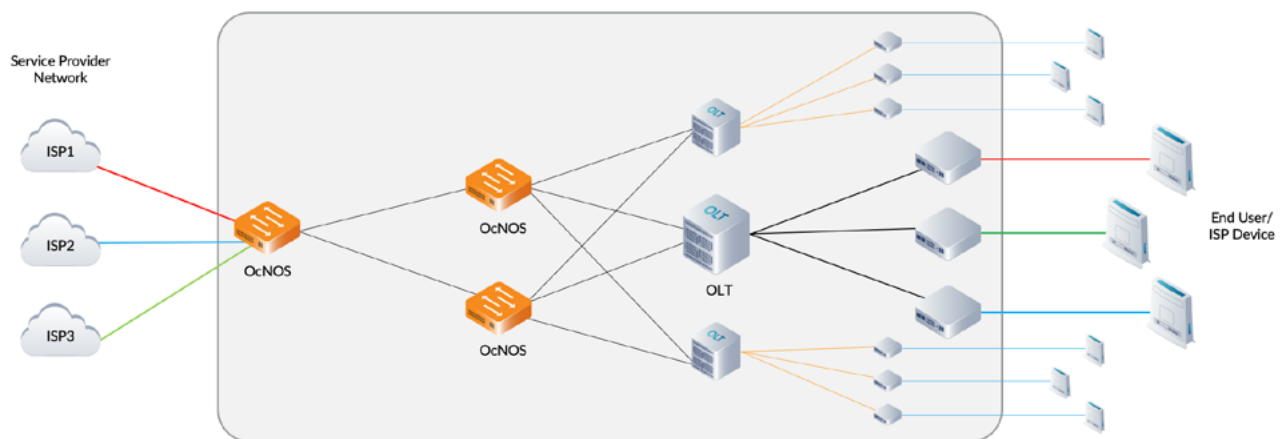 Service Provider
Network
ISP1
ISP2
ISP3
OcNOS
OcNOS
OcNOS
OLT
OLT
OLT
OLT
End User/
ISP Device